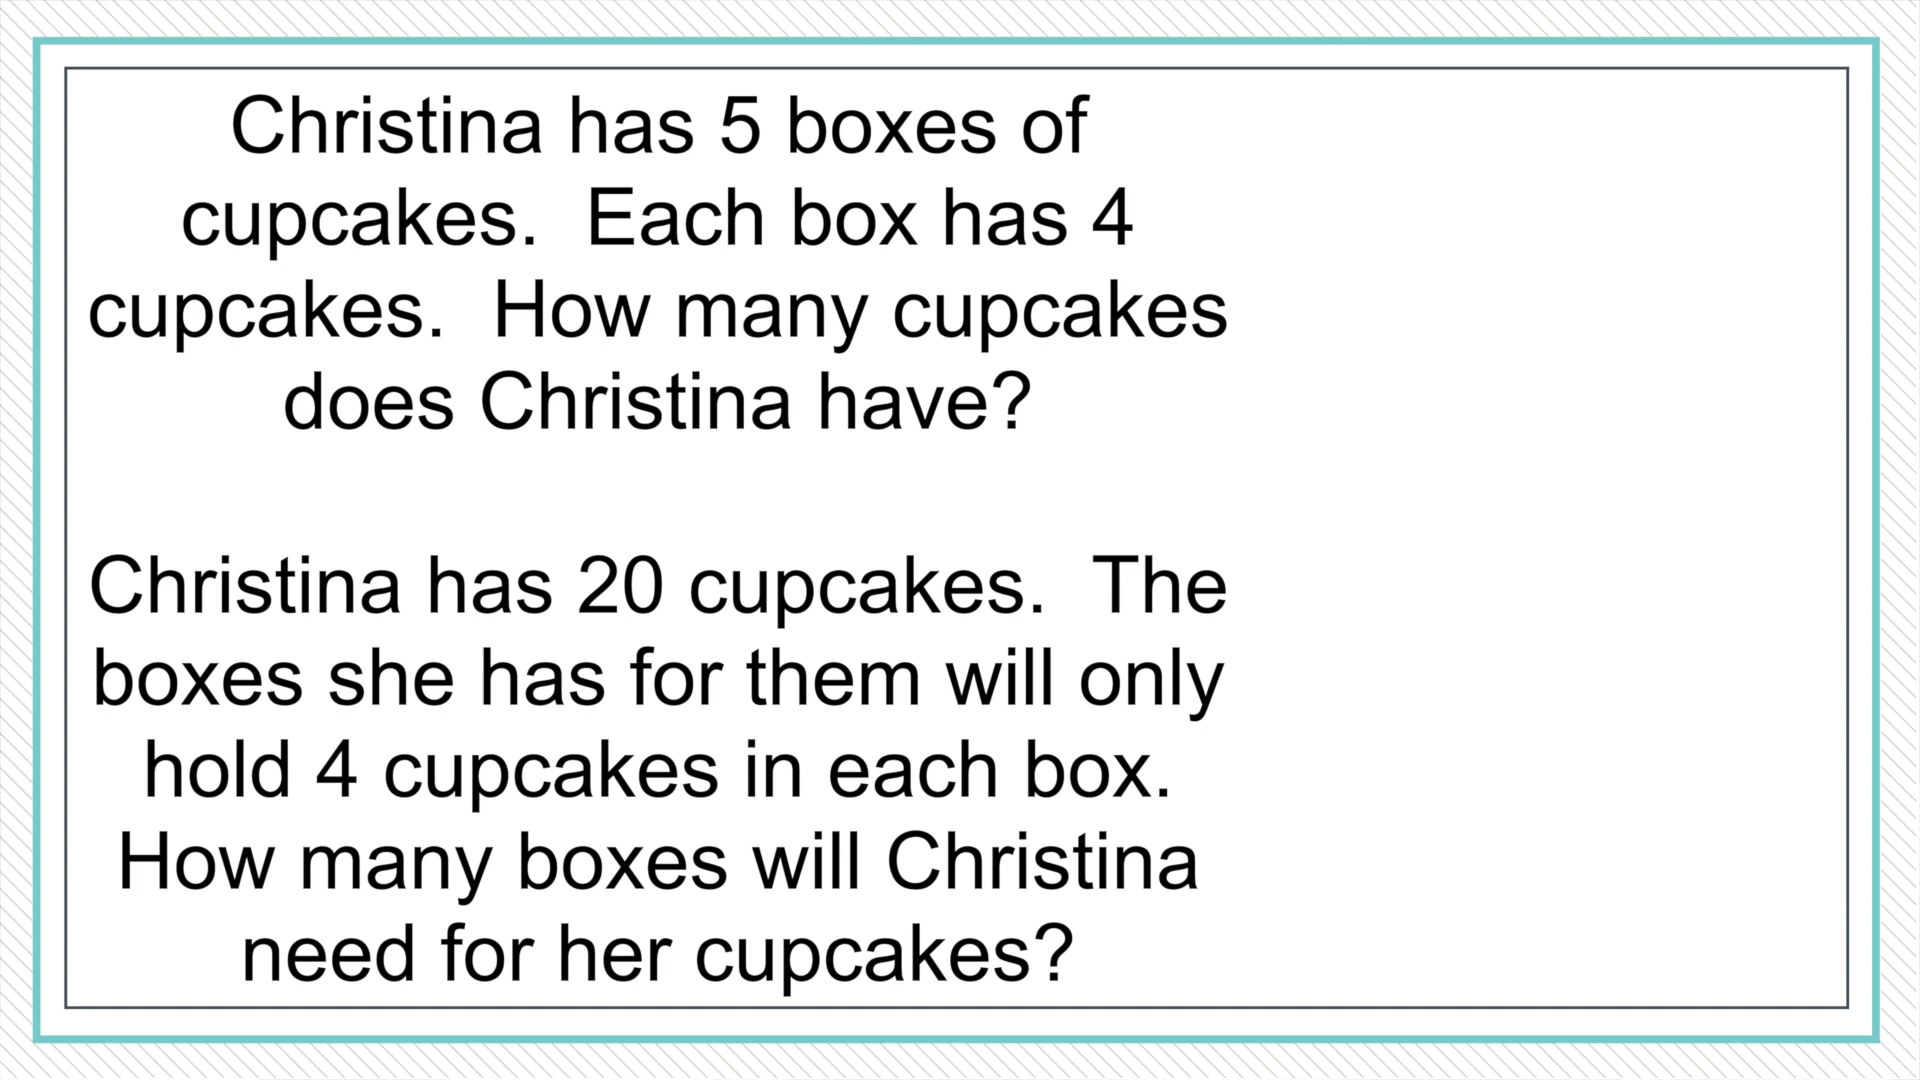 Christina has 5 boxes of
cupcakes.  Each box has 4
cupcakes.  How many cupcakes
does Christina have?
Christina has 20 cupcakes.  The
boxes she has for them will only
hold 4 cupcakes in each box.
How many boxes will Christina
need for her cupcakes?